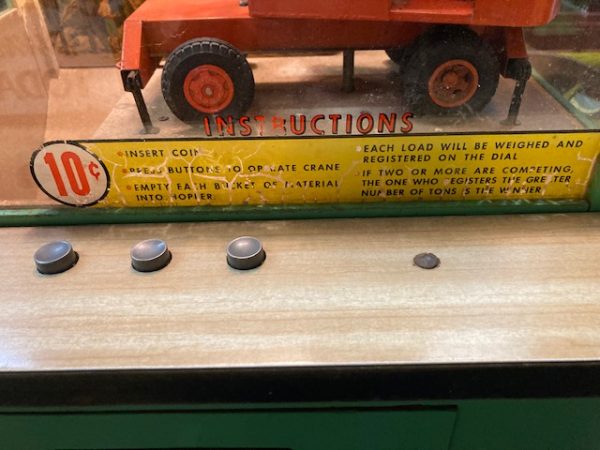 INSTRUCTIONS
10¢
INSERT COIN
PRESS BUTTONS TO OPERATE CRANE
EMPTY EACH BUCKET OF MATERIAL
INTO HOPPER
EACH LOAD WILL BE WEIGHED AND
REGISTERED ON THE DIAL
IF TWO OR MORE ARE COMPETING,
THE ONE WHO REGISTERS THE GREATER
NUMBER OF TONS IS THE WINNER